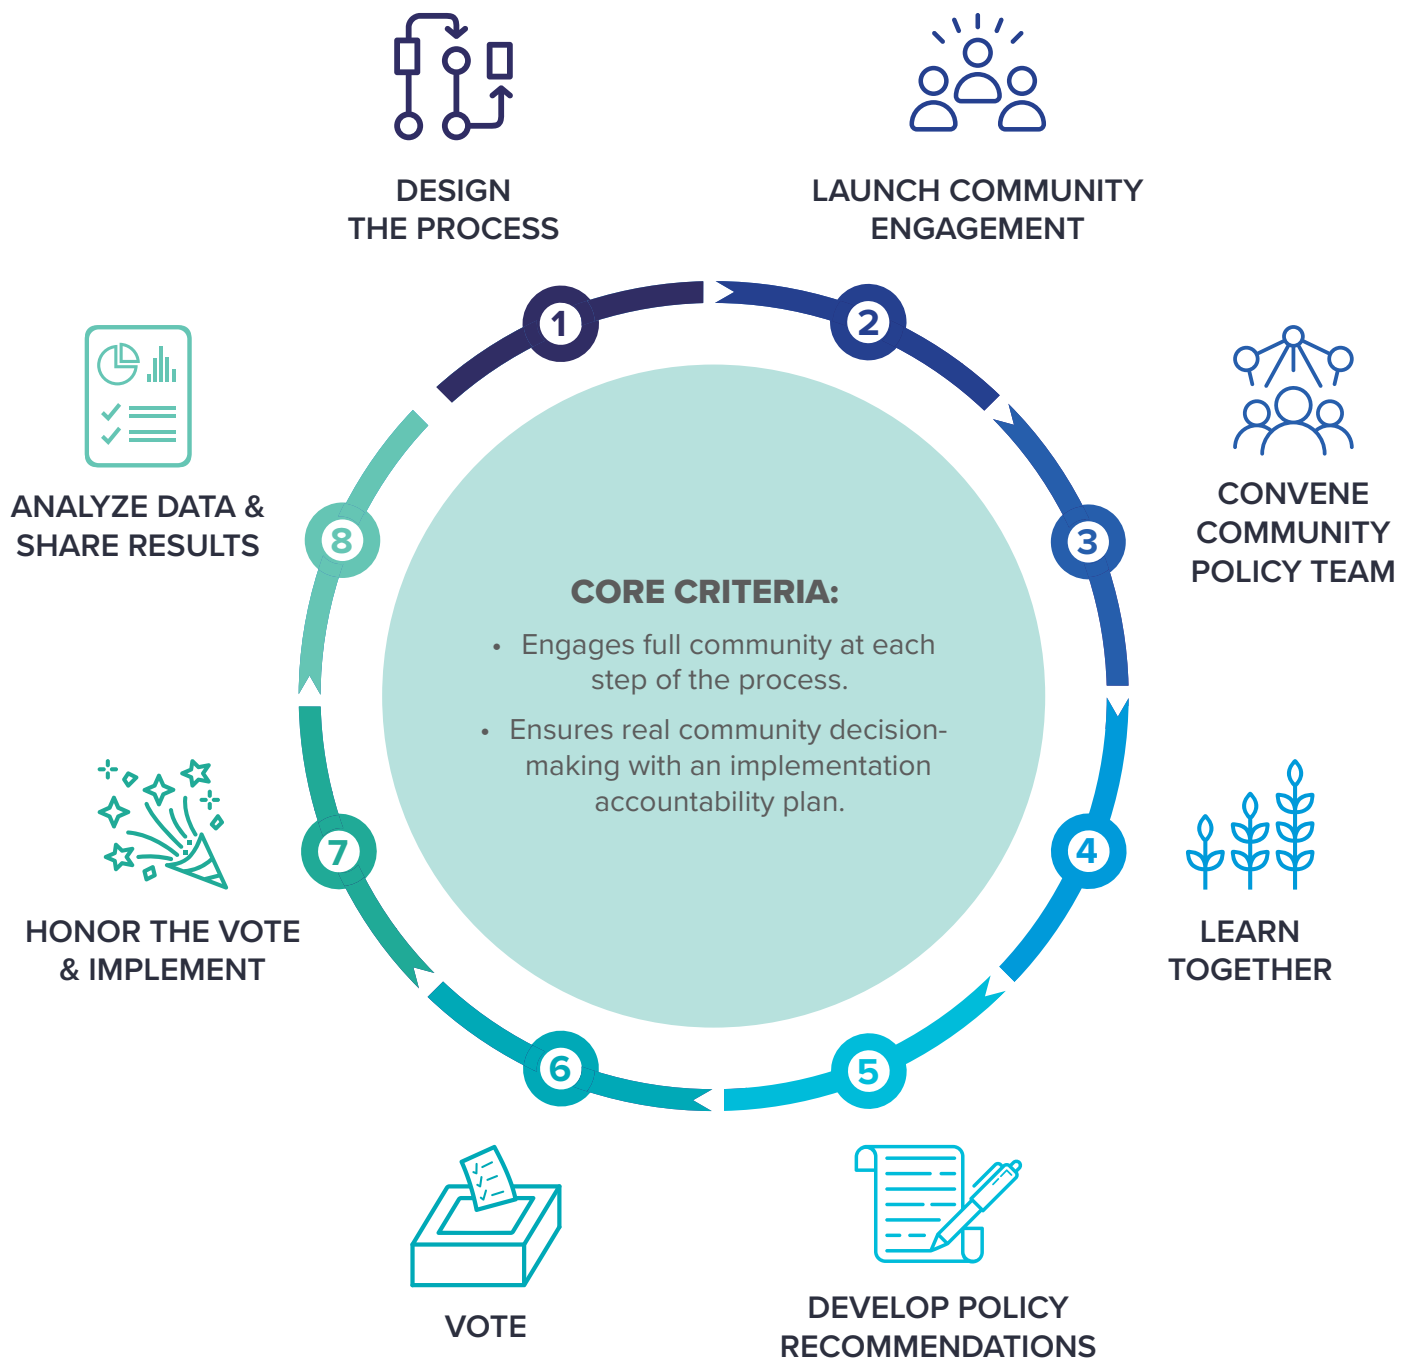 DESIGN
THE PROCESS
LAUNCH COMMUNITY
ENGAGEMENT
1
2
CONVENE
COMMUNITY
POLICY TEAM
3
4
LEARN
TOGETHER
5
DEVELOP POLICY
RECOMMENDATIONS
6
VOTE
7
HONOR THE VOTE
& IMPLEMENT
8
ANALYZE DATA &
SHARE RESULTS
CORE CRITERIA:
• Engages full community at each
step of the process.
• Ensures real community decision-
making with an implementation
accountability plan.